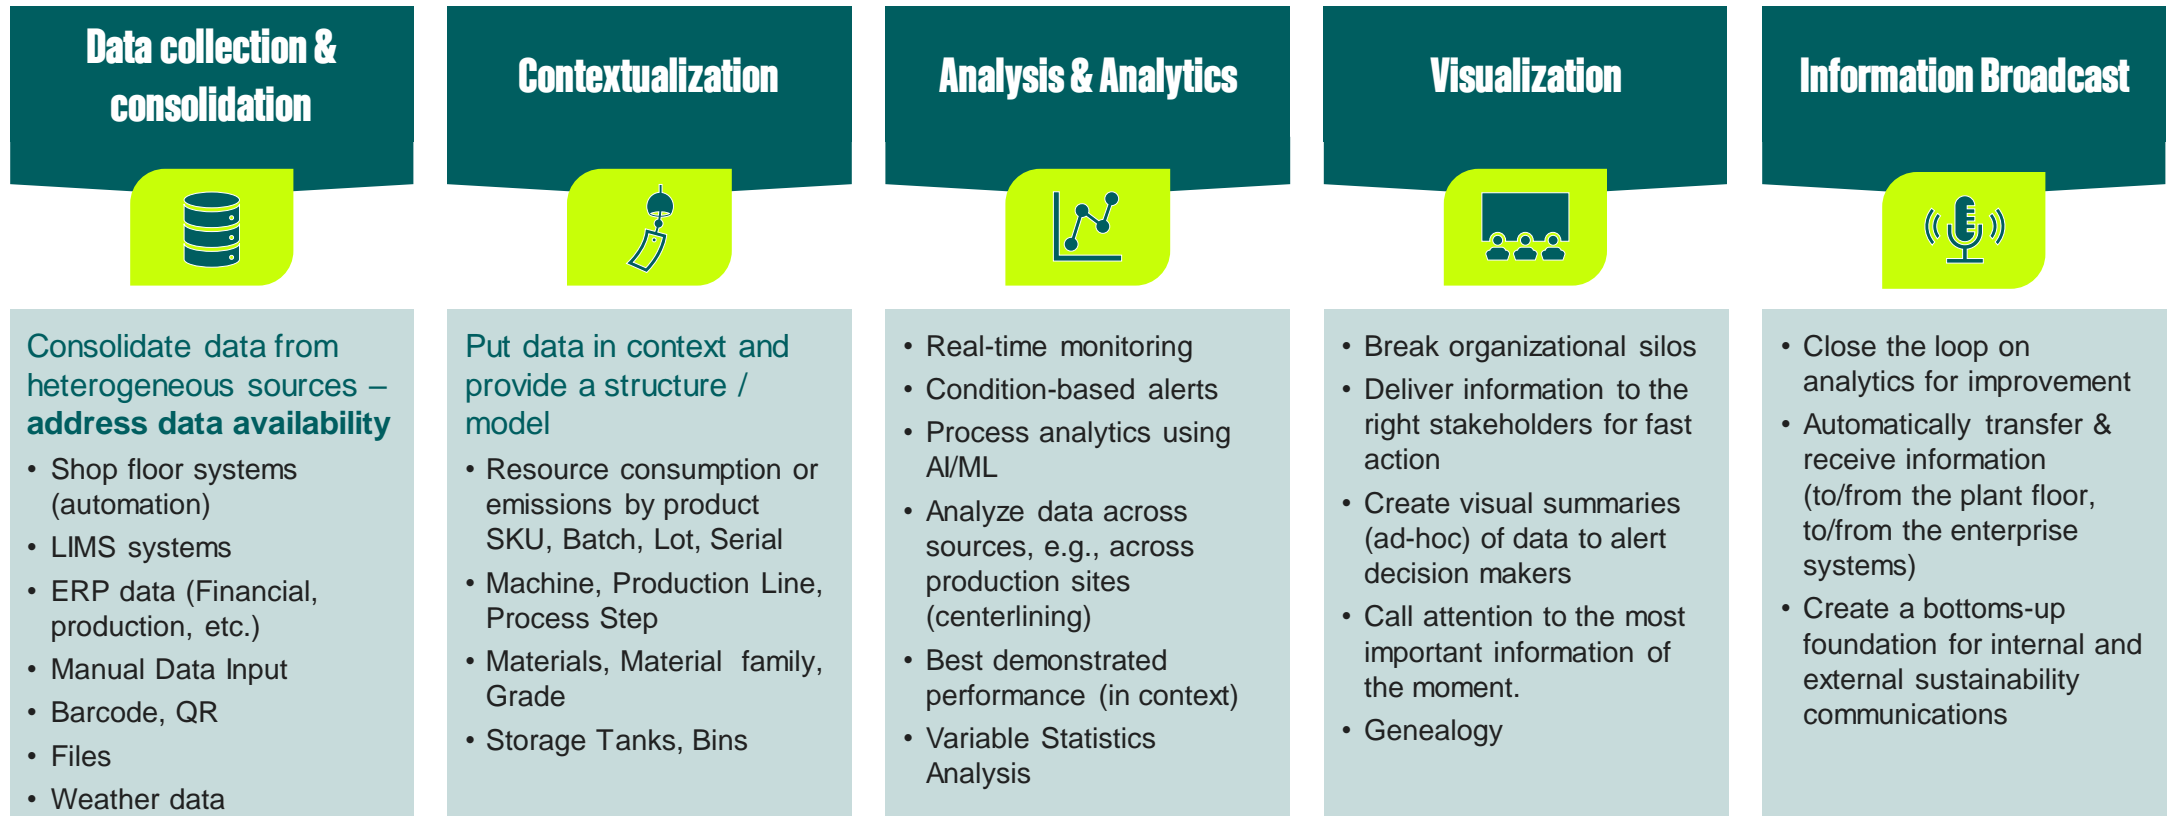 Data collection &
consolidation
Consolidate data from
heterogeneous sources –
address data availability
• Shop floor systems
(automation)
• LIMS systems
• ERP data (Financial,
production, etc.)
• Manual Data Input
• Barcode, QR
• Files
• Weather data
Contextualization
Put data in context and
provide a structure /
model
• Resource consumption or
emissions by product
SKU, Batch, Lot, Serial
• Machine, Production Line,
Process Step
• Materials, Material family,
Grade
• Storage Tanks, Bins
Analysis & Analytics
• Real-time monitoring
• Condition-based alerts
• Process analytics using
AI/ML
• Analyze data across
sources, e.g., across
production sites
(centerlining)
• Best demonstrated
performance (in context)
• Variable Statistics
Analysis
Visualization
• Break organizational silos
• Deliver information to the
right stakeholders for fast
action
• Create visual summaries
(ad-hoc) of data to alert
decision makers
• Call attention to the most
important information of
the moment.
• Genealogy
Information Broadcast
• Close the loop on
analytics for improvement
• Automatically transfer &
receive information
(to/from the plant floor,
to/from the enterprise
systems)
• Create a bottoms-up
foundation for internal and
external sustainability
communications